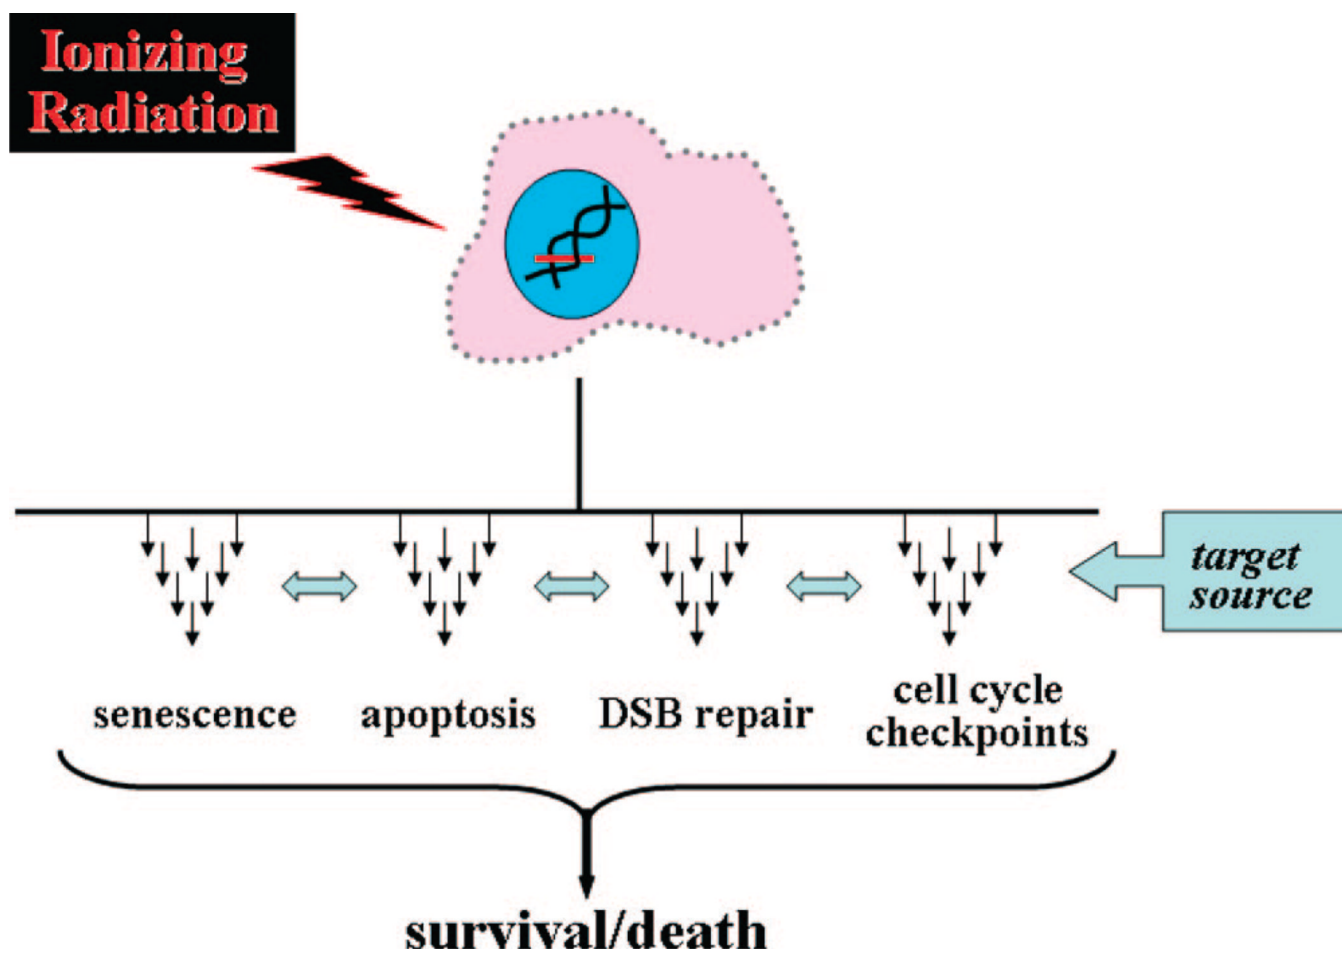 Ionizing
Radiation
target
source
senescence
apoptosis
DSB repair
cell cycle
checkpoints
survival/death